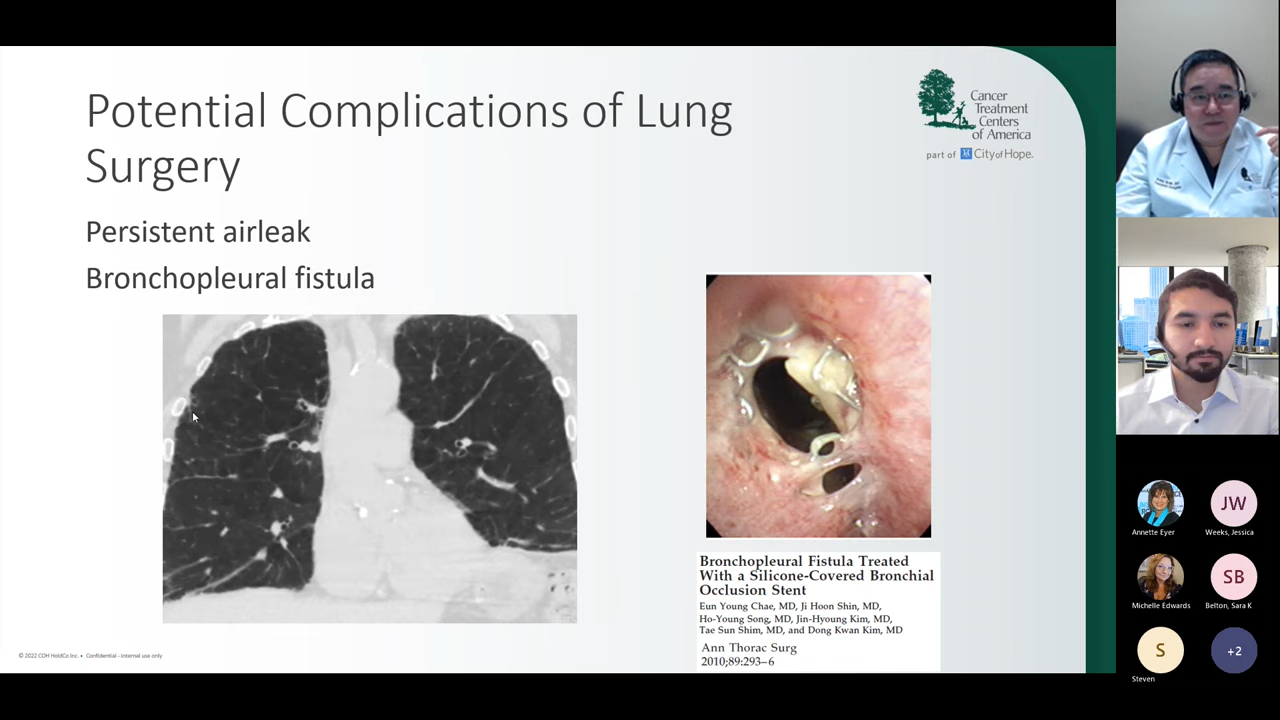 Potential Complications of Lung
Surgery
Cancer
Treatment
Centers
of America
part of City of Hope.
Persistent airleak
Bronchopleural fistula
Bronchopleural Fistula Treated
With a Silicone-Covered Bronchial
Occlusion Stent
Eun Young Chae, MD, Ji Hoon Shin, MD,
Ho-Young Song, MD, Jin-Hyoung Kim, MD,
Tae Sun Shim, MD, and Dong Kwan Kim, MD
Ann Thorac Surg
2010;89:293–6
© 2022 COH HoldCo Inc. • Confidential - internal use only
JW
Annette Eyer
Weeks, Jessica
SB
Michelle Edwards
Belton, Sara K
S
+2
Steven